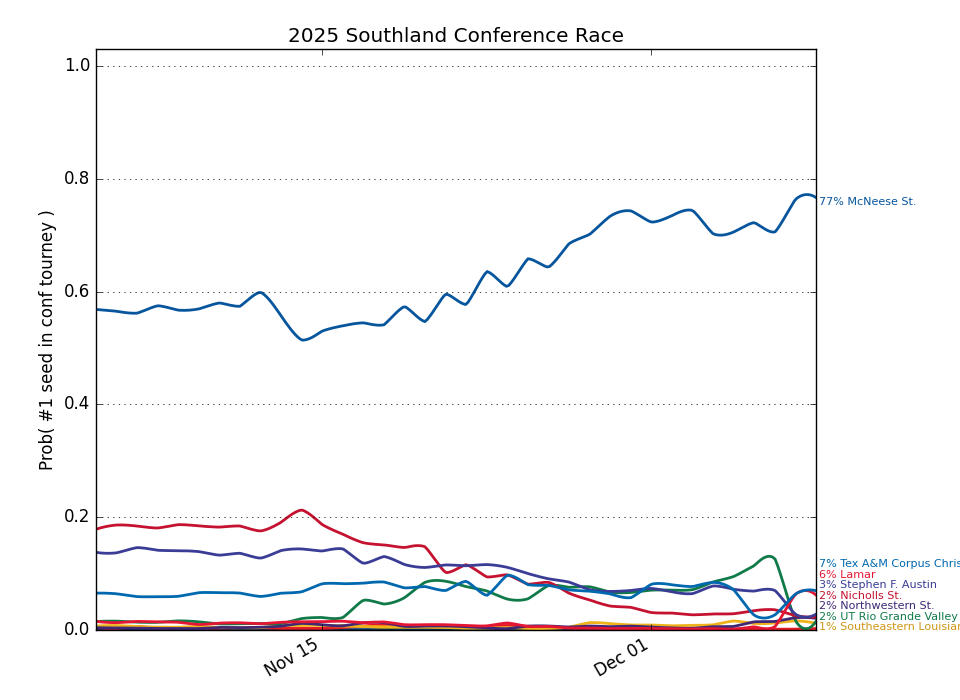 2025 Southland Conference Race
Prob( #1 seed in conf tourney )
1.0
0.8
0.6
0.4
0.2
0.0
Nov 15
Dec 01
77% McNeese St.
7% Tex A&M Corpus Chris
6% Lamar
3% Stephen F. Austin
2% Nicholls St.
2% Northwestern St.
2% UT Rio Grande Valley
1% Southeastern Louisian